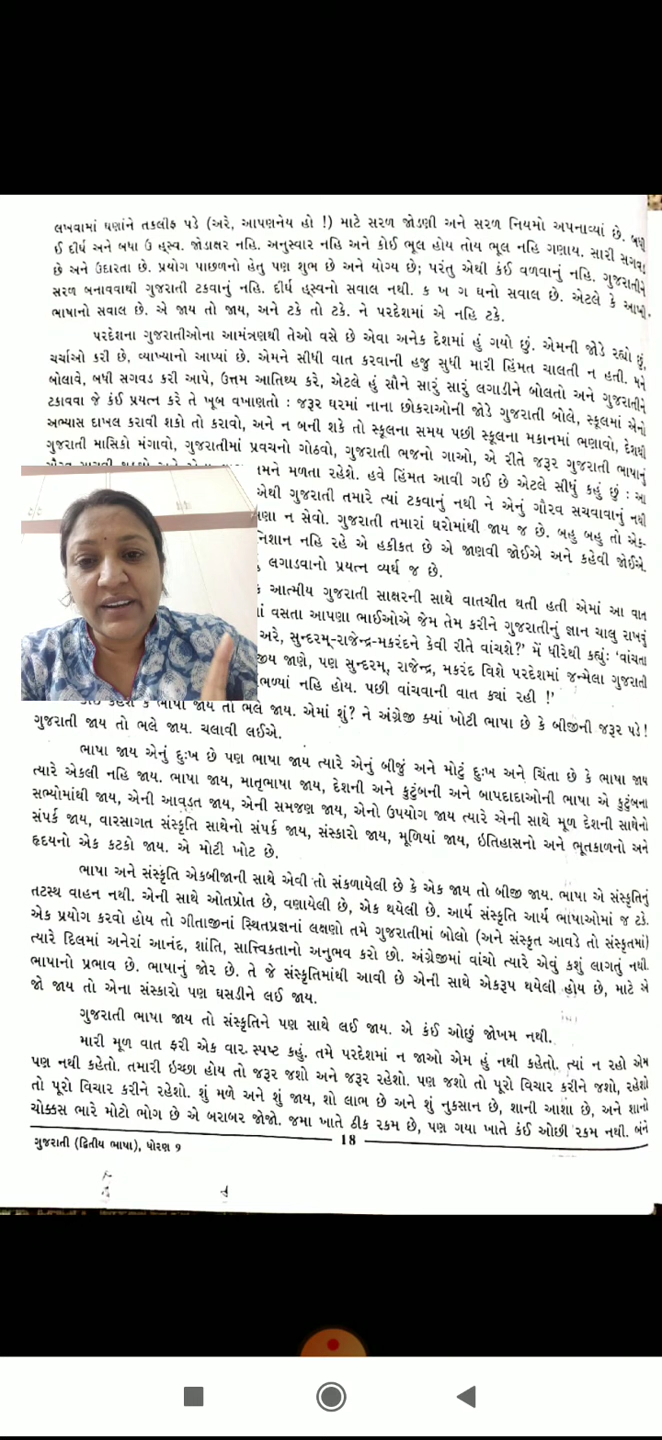 લખવામાં ઘણાંને તકલીફ પડે (અરે, આપણનેય હો !) માટે સરળ જોડણી અને સરળ નિયમો અપનાવ્યાં છે. બધી
ઈ દીર્ઘ અને બધા ઉ હ્રસ્વ. જોડાક્ષર નહિ. અનુસ્વાર નહિ અને કોઈ ભૂલ હોય તોય ભૂલ નહિ ગણાય. સારી સગવડ
છે અને ઉદારતા છે. પ્રયોગ પાછળનો હેતુ પણ શુભ છે અને યોગ્ય છે; પરંતુ એથી કંઈ વળવાનું નહિ. ગુજરાતીને
સરળ બનાવવાથી ગુજરાતી ટકવાનું નહિ. દીર્ઘ હ્રસ્વનો સવાલ નથી. ક ખ ગ ઘનો સવાલ છે. એટલે કે આખી
ભાષાનો સવાલ છે. એ જાય તો જાય, અને ટકે તો ટકે. ને પરદેશમાં એ નહિ ટકે.
પરદેશના ગુજરાતીઓના આમંત્રણથી તેઓ વસે છે એવા અનેક દેશમાં હું ગયો છું. એમની જોડે રહ્યો છું,
ચર્ચાઓ કરી છે, વ્યાખ્યાનો આપ્યાં છે. એમને સીધી વાત કરવાની હજુ સુધી મારી હિંમત ચાલતી ન હતી. મને
બોલાવે, બધી સગવડ કરી આપે, ઉત્તમ આતિથ્ય કરે, એટલે હું સૌને સારું સારું લગાડીને બોલતો અને ગુજરાતીને
ટકાવવા જે કંઈ પ્રયત્ન કરે તે ખૂબ વખાણતો : જરૂર ઘરમાં નાના છોકરાઓની જોડે ગુજરાતી બોલે, સ્કૂલમાં એનો
અભ્યાસ દાખલ કરાવી શકો તો કરાવો, અને ન બની શકે તો સ્કૂલના સમય પછી સ્કૂલના મકાનમાં ભણાવો, દેશથી
ગુજરાતી માસિકો મંગાવો, ગુજરાતીમાં પ્રવચનો ગોઠવો, ગુજરાતી ભજનો ગાઓ, એ રીતે જરૂર ગુજરાતી ભાષાનું
મળતા રહેશે. હવે હિંમત આવી ગઈ છે એટલે સીધું કહું છું : આ
એથી ગુજરાતી તમારે ત્યાં ટકવાનું નથી ને એનું ગૌરવ સચવાવાનું નથી
ન સેવો. ગુજરાતી તમારાં ઘરોમાંથી જાય જ છે. બહુ બહુ તો એક-
નિશાન નહિ રહે એ હકીકત છે એ જાણવી જોઈએ અને કહેવી જોઈએ.
લગાડવાનો પ્રયત્ન વ્યર્થ જ છે.
આત્મીય ગુજરાતી સાક્ષરની સાથે વાતચીત થતી હતી એમાં આ વાત
વસતા આપણા ભાઈઓએ જેમ તેમ કરીને ગુજરાતીનું જ્ઞાન ચાલુ રાખવું
અરે, સુન્દરમ્-રાજેન્દ્ર-મકરંદને કેવી રીતે વાંચશે?' મેં ધીરેથી કહ્યું: 'વાંચતા
જાણે, પણ સુન્દરમ્, રાજેન્દ્ર, મકરંદ વિશે પરદેશમાં જન્મેલા ગુજરાતી
નહિ હોય. પછી વાંચવાની વાત ક્યાં રહી !'
કહેશે કે ભાષા જાય તો ભલે જાય. એમાં શું? ને અંગ્રેજી ક્યાં ખોટી ભાષા છે કે બીજીની જરૂર પડે!
ગુજરાતી જાય તો ભલે જાય. ચલાવી લઈએ.
ભાષા જાય એનું દુઃખ છે પણ ભાષા જાય ત્યારે એનું બીજું અને મોટું દુઃખ અને ચિંતા છે કે ભાષા જાય
ત્યારે એકલી નહિ જાય. ભાષા જાય, માતૃભાષા જાય, દેશની અને કુટુંબની અને બાપદાદાઓની ભાષા એ કુટુંબના
સભ્યોમાંથી જાય, એની આવડત જાય, એની સમજણ જાય, એનો ઉપયોગ જાય ત્યારે એની સાથે મૂળ દેશની સાથેનો
સંપર્ક જાય, વારસાગત સંસ્કૃતિ સાથેનો સંપર્ક જાય, સંસ્કારો જાય, મૂળિયાં જાય, ઇતિહાસનો અને ભૂતકાળનો અને
હૃદયનો એક કટકો જાય. એ મોટી ખોટ છે.
ભાષા અને સંસ્કૃતિ એકબીજાની સાથે એવી તો સંકળાયેલી છે કે એક જાય તો બીજી જાય. ભાષા એ સંસ્કૃતિનું
તટસ્થ વાહન નથી. એની સાથે ઓતપ્રોત છે, વણાયેલી છે, એક થયેલી છે. આર્ય સંસ્કૃતિ આર્ય ભાષાઓમાં જ ટકે.
એક પ્રયોગ કરવો હોય તો ગીતાજીનાં સ્થિતપ્રજ્ઞનાં લક્ષણો તમે ગુજરાતીમાં બોલો (અને સંસ્કૃત આવડે તો સંસ્કૃતમાં)
ત્યારે દિલમાં અનેરાં આનંદ, શાંતિ, સાત્ત્વિકતાનો અનુભવ કરો છો. અંગ્રેજીમાં વાંચો ત્યારે એવું કશું લાગતું નથી.
ભાષાનો પ્રભાવ છે. ભાષાનું જોર છે. તે જે સંસ્કૃતિમાંથી આવી છે એની સાથે એકરૂપ થયેલી હોય છે, માટે એ
જો જાય તો એના સંસ્કારો પણ ઘસડીને લઈ જાય.
ગુજરાતી ભાષા જાય તો સંસ્કૃતિને પણ સાથે લઈ જાય. એ કંઈ ઓછું જોખમ નથી.
મારી મૂળ વાત ફરી એક વાર સ્પષ્ટ કહું. તમે પરદેશમાં ન જાઓ એમ હું નથી કહેતો. ત્યાં ન રહો એમ
પણ નથી કહેતો. તમારી ઇચ્છા હોય તો જરૂર જશો અને જરૂર રહેશો. પણ જશો તો પૂરો વિચાર કરીને જશો, રહેશો
તો પૂરો વિચાર કરીને રહેશો. શું મળે અને શું જાય, શો લાભ છે અને શું નુકસાન છે, શાની આશા છે, અને શાનો
ચોક્કસ ભારે મોટો ભોગ છે એ બરાબર જોજો. જમા ખાતે ઠીક રકમ છે, પણ ગયા ખાતે કંઈ ઓછી રકમ નથી. બંને
18
ગુજરાતી (દ્વિતીય ભાષા), ધોરણ ૧